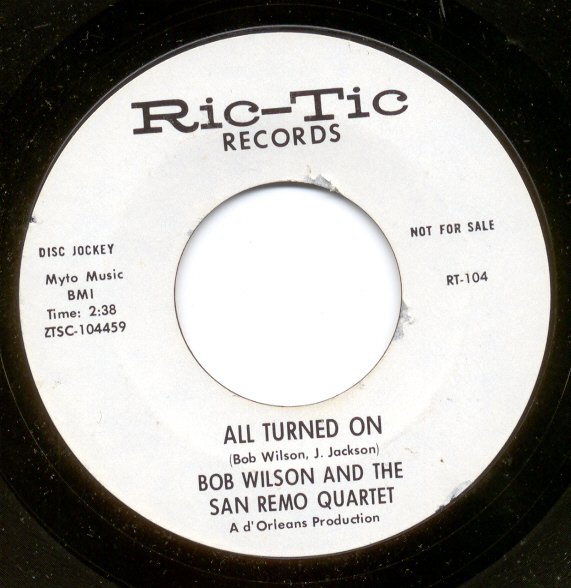 Ric-Tic
RECORDS
DISC JOCKEY
Myto Music
BMI
Time: 2:38
ZTSC-104459
NOT FOR SALE
RT-104
ALL TURNED ON
(Bob Wilson, J. Jackson)
BOB WILSON AND THE
SAN REMO QUARTET
A d'Orleans Production